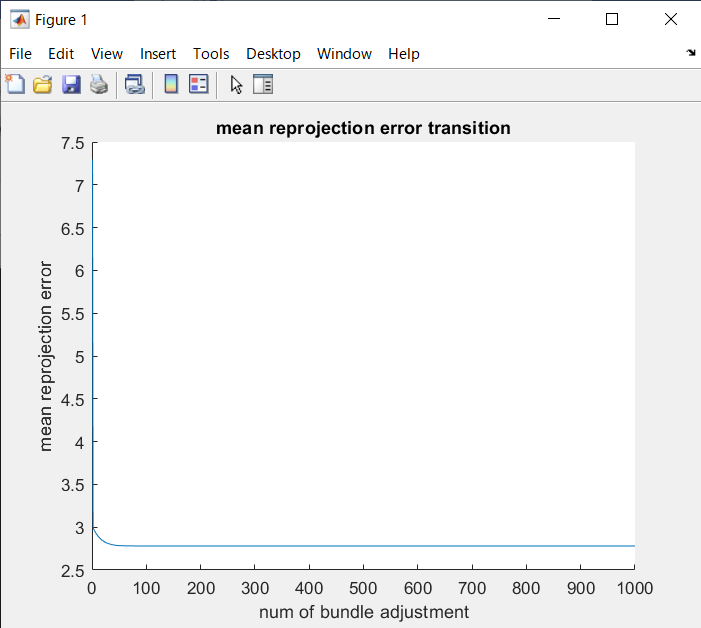 Figure 1
File Edit View Insert Tools Desktop Window Help
mean reprojection error transition
7.5
7
6.5
6
5.5
5
4.5
4
3.5
3
2.5
mean reprojection error
0 100 200 300 400 500 600 700 800 900 1000
num of bundle adjustment